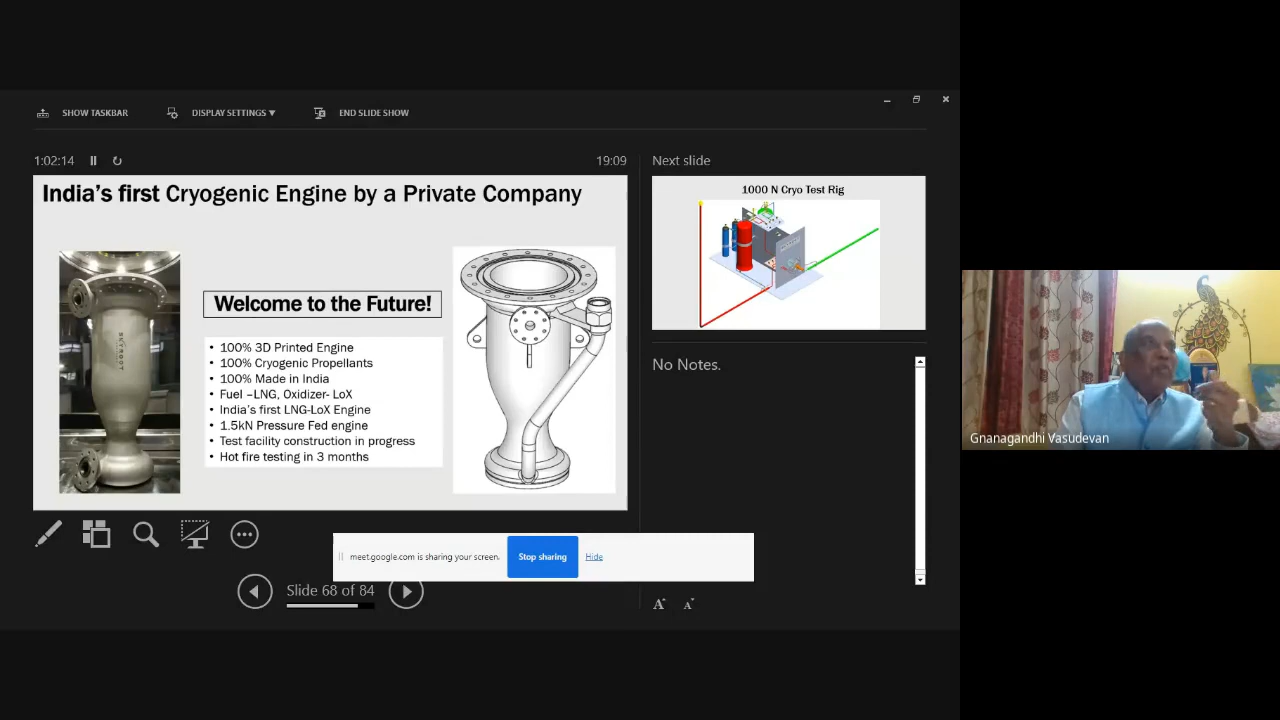 SHOW TASKBAR
DISPLAY SETTINGS ▼
END SLIDE SHOW
1:02:14
19:09
Next slide
India's first Cryogenic Engine by a Private Company
Welcome to the Future!
• 100% 3D Printed Engine
• 100% Cryogenic Propellants
• 100% Made in India
• Fuel –LNG, Oxidizer- LoX
• India's first LNG-LoX Engine
• 1.5kN Pressure Fed engine
• Test facility construction in progress
• Hot fire testing in 3 months
SKYROOT
1000 N Cryo Test Rig
No Notes.
meet.google.com is sharing your screen.
Stop sharing
Hide
Slide 68 of 84
A
A
Gnanagandhi Vasudevan